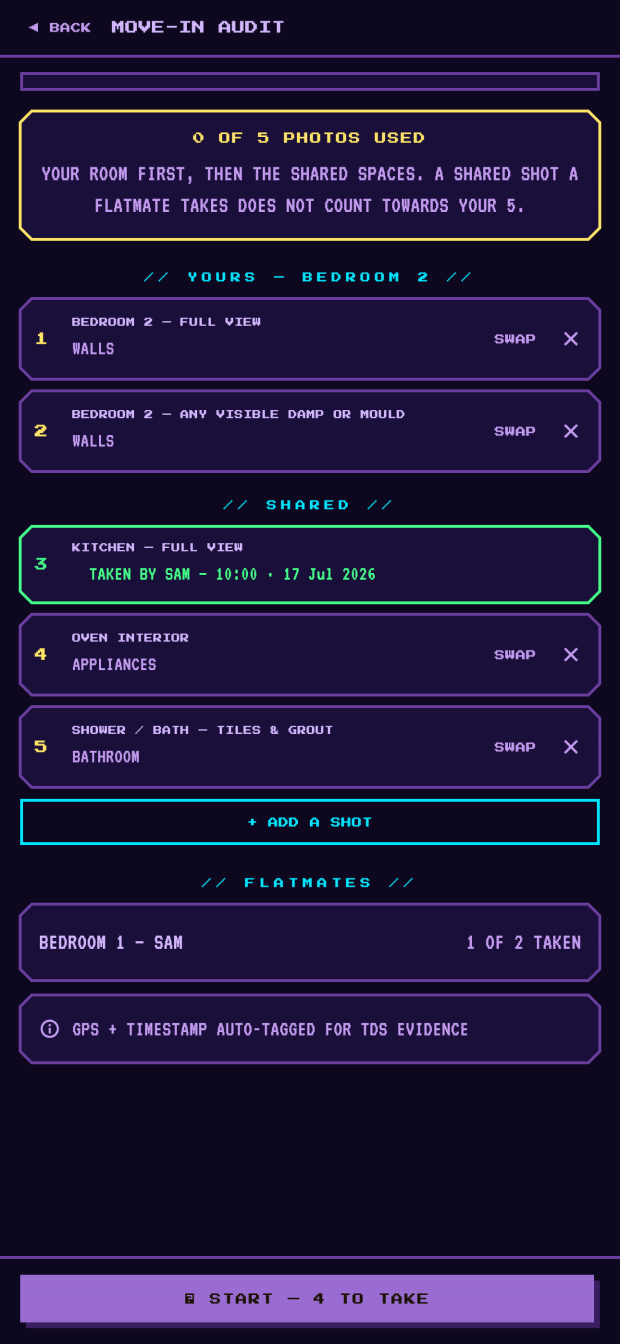 ◀ BACK MOVE-IN AUDIT
0 OF 5 PHOTOS USED
YOUR ROOM FIRST, THEN THE SHARED SPACES. A SHARED SHOT A
FLATMATE TAKES DOES NOT COUNT TOWARDS YOUR 5.
// YOURS — BEDROOM 2 //
1 BEDROOM 2 — FULL VIEW
WALLS
SWAP ✕
2 BEDROOM 2 — ANY VISIBLE DAMP OR MOULD
WALLS
SWAP ✕
// SHARED //
3 KITCHEN — FULL VIEW
TAKEN BY SAM — 10:00 · 17 Jul 2026
4 OVEN INTERIOR
APPLIANCES
SWAP ✕
5 SHOWER / BATH — TILES & GROUT
BATHROOM
SWAP ✕
+ ADD A SHOT
// FLATMATES //
BEDROOM 1 — SAM 1 OF 2 TAKEN
GPS + TIMESTAMP AUTO-TAGGED FOR TDS EVIDENCE
START — 4 TO TAKE